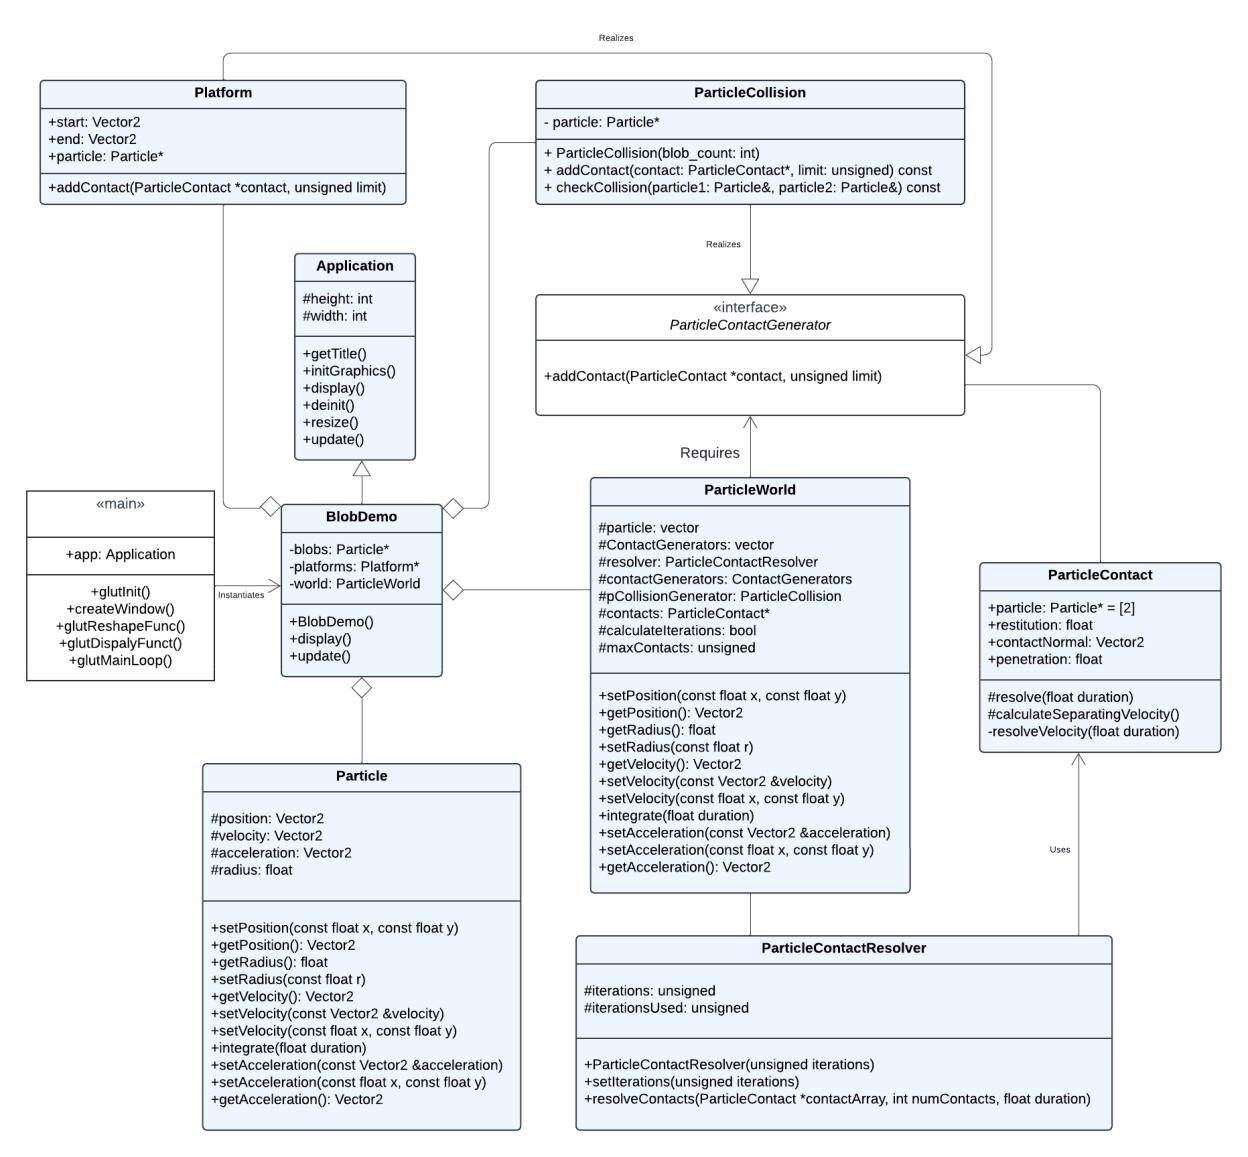 Realizes
Platform
+start: Vector2
+end: Vector2
+particle: Particle*
+addContact(ParticleContact *contact, unsigned limit)
ParticleCollision
- particle: Particle*
+ ParticleCollision(blob_count: int)
+ addContact(contact: ParticleContact*, limit: unsigned) const
+ checkCollision(particle1: Particle&, particle2: Particle&) const
Realizes
Application
#height: int
#width: int
+getTitle()
+initGraphics()
+display()
+deinit()
+resize()
+update()
«interface»
ParticleContactGenerator
+addContact(ParticleContact *contact, unsigned limit)
Requires
«main»
+app: Application
+glutInit()
+createWindow()
+glutReshapeFunc()
+glutDispalyFunct()
+glutMainLoop()
Instantiates
BlobDemo
-blobs: Particle*
-platforms: Platform*
-world: ParticleWorld
+BlobDemo()
+display()
+update()
ParticleWorld
#particle: vector
#ContactGenerators: vector
#resolver: ParticleContactResolver
#contactGenerators: ContactGenerators
#pCollisionGenerator: ParticleCollision
#contacts: ParticleContact*
#calculateIterations: bool
#maxContacts: unsigned
+setPosition(const float x, const float y)
+getPosition(): Vector2
+getRadius(): float
+setRadius(const float r)
+getVelocity(): Vector2
+setVelocity(const Vector2 &velocity)
+setVelocity(const float x, const float y)
+integrate(float duration)
+setAcceleration(const Vector2 &acceleration)
+setAcceleration(const float x, const float y)
+getAcceleration(): Vector2
ParticleContact
+particle: Particle* = [2]
+restitution: float
+contactNormal: Vector2
+penetration: float
#resolve(float duration)
#calculateSeparatingVelocity()
-resolveVelocity(float duration)
Uses
Particle
#position: Vector2
#velocity: Vector2
#acceleration: Vector2
#radius: float
+setPosition(const float x, const float y)
+getPosition(): Vector2
+getRadius(): float
+setRadius(const float r)
+getVelocity(): Vector2
+setVelocity(const Vector2 &velocity)
+setVelocity(const float x, const float y)
+integrate(float duration)
+setAcceleration(const Vector2 &acceleration)
+setAcceleration(const float x, const float y)
+getAcceleration(): Vector2
ParticleContactResolver
#iterations: unsigned
#iterationsUsed: unsigned
+ParticleContactResolver(unsigned iterations)
+setIterations(unsigned iterations)
+resolveContacts(ParticleContact *contactArray, int numContacts, float duration)